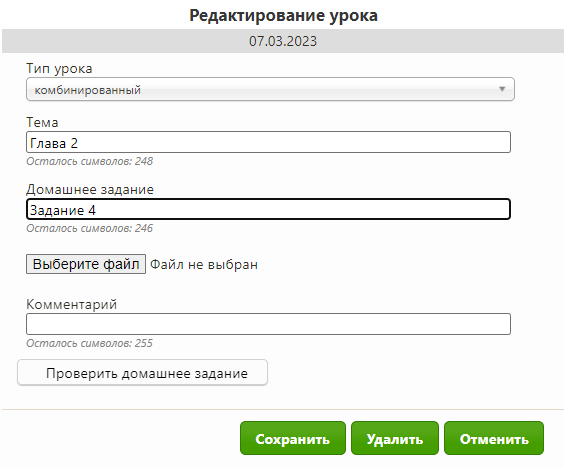 Редактирование урока
07.03.2023
Тип урока
комбинированный
Тема
Глава 2
Осталось символов: 248
Домашнее задание
Задание 4
Осталось символов: 246
Выберите файл Файл не выбран
Комментарий
Осталось символов: 255
Проверить домашнее задание
Сохранить Удалить Отменить